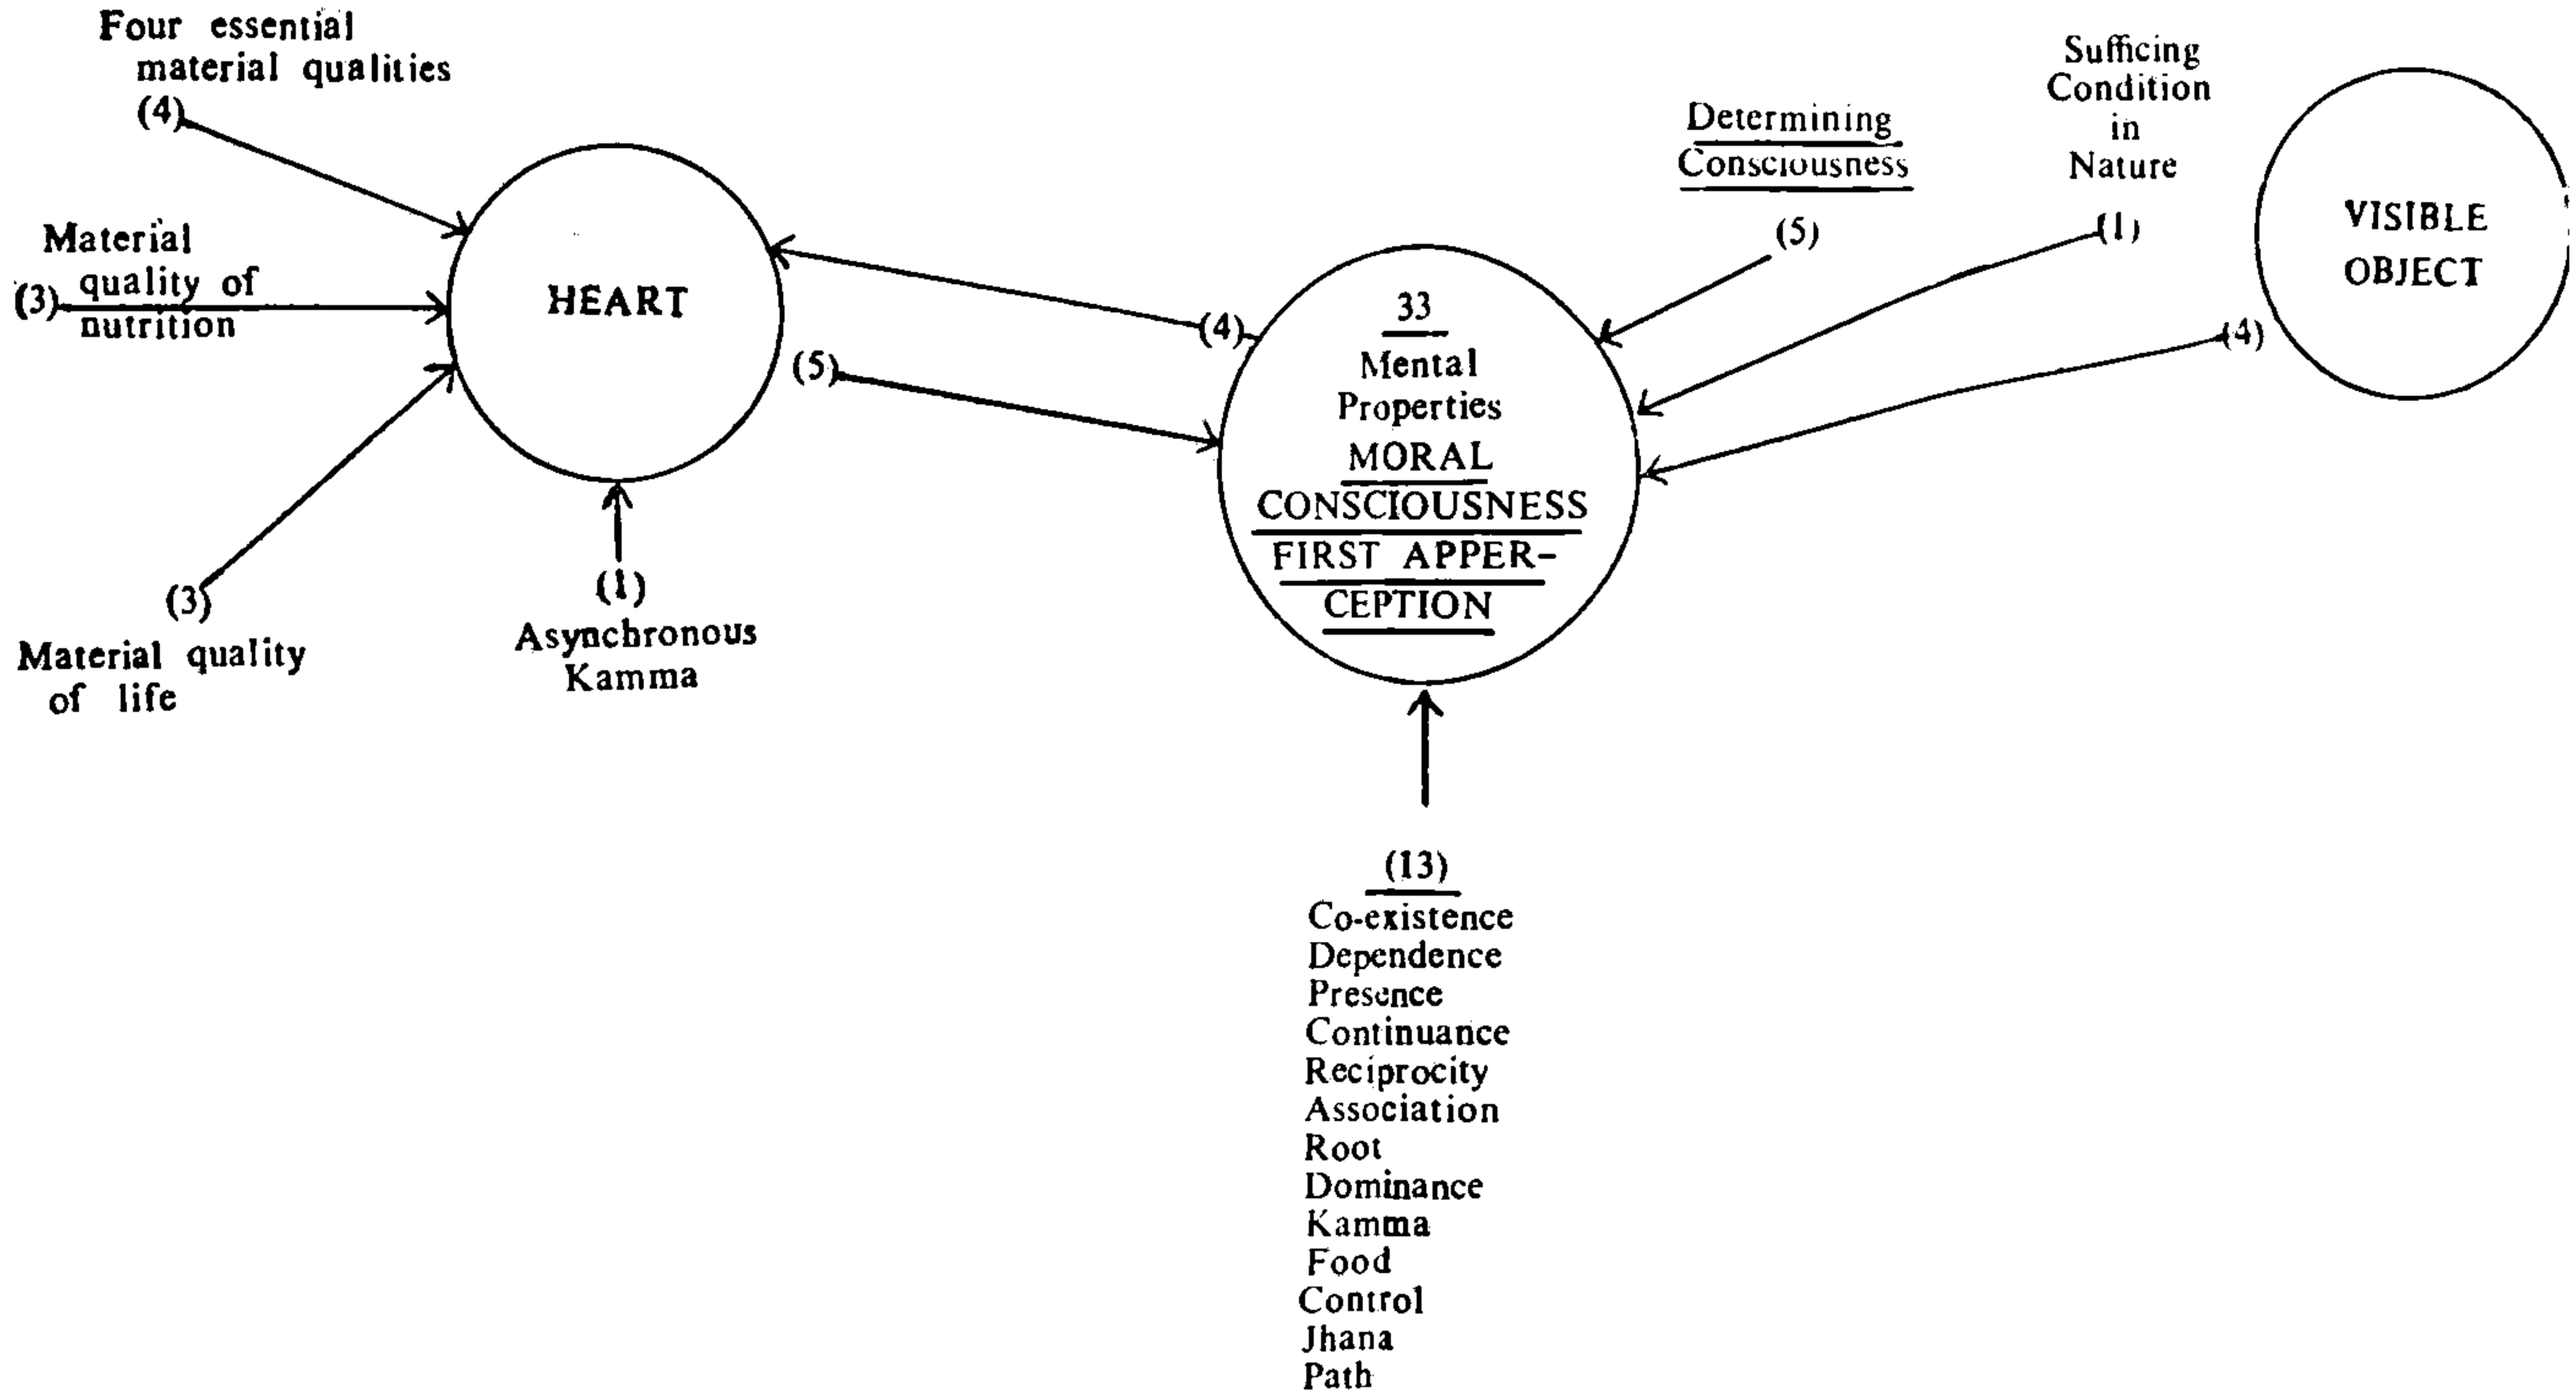 Four essential
material qualities
(4)
Material
quality of
(3)
nutrition
HEART
(3)
Material quality
of life
(1)
Asynchronous
Kamma
(4)
(5)
33
Mental
Properties
MORAL
CONSCIOUSNESS
FIRST APPER-
CEPTION
Determining
Consciousness
(5)
Sufficing
Condition
in
Nature
(1)
VISIBLE
OBJECT
(4)
(13)
Co-existence
Dependence
Presence
Continuance
Reciprocity
Association
Root
Dominance
Kamma
Food
Control
Jhana
Path